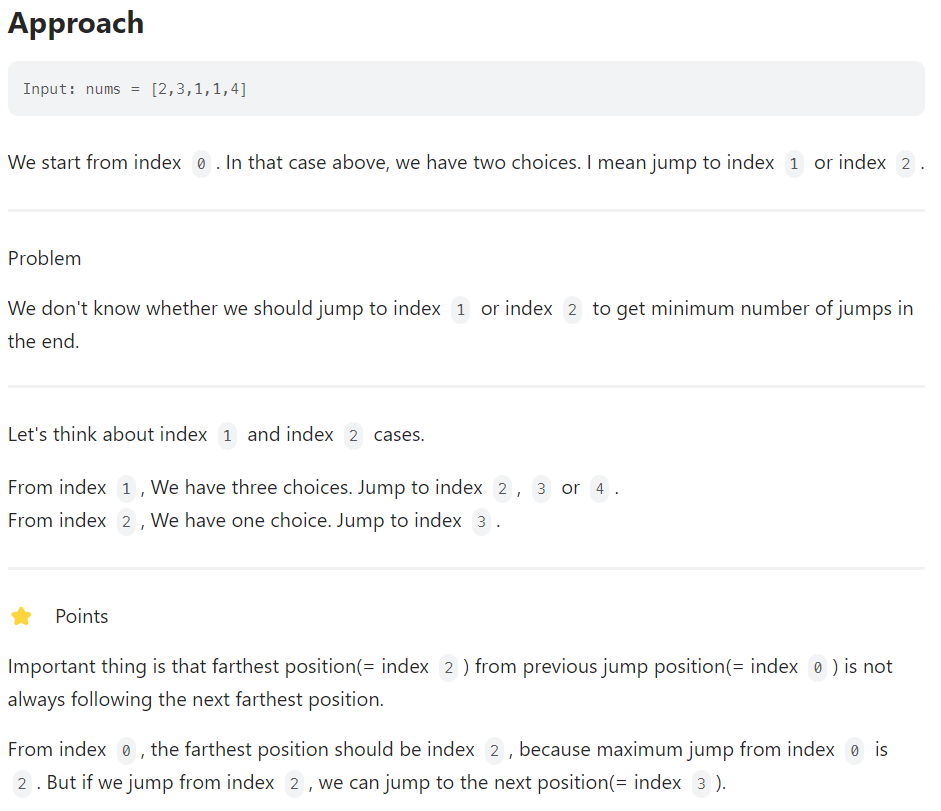 Approach
Input: nums = [2,3,1,1,4]
We start from index 0 . In that case above, we have two choices. I mean jump to index 1 or index 2 .
Problem
We don't know whether we should jump to index 1 or index 2 to get minimum number of jumps in
the end.
Let's think about index 1 and index 2 cases.
From index 1 , We have three choices. Jump to index 2 , 3 or 4 .
From index 2 , We have one choice. Jump to index 3 .
⭐ Points
Important thing is that farthest position(= index 2 ) from previous jump position(= index 0 ) is not
always following the next farthest position.
From index 0 , the farthest position should be index 2 , because maximum jump from index 0 is
2 . But if we jump from index 2 , we can jump to the next position(= index 3 ).